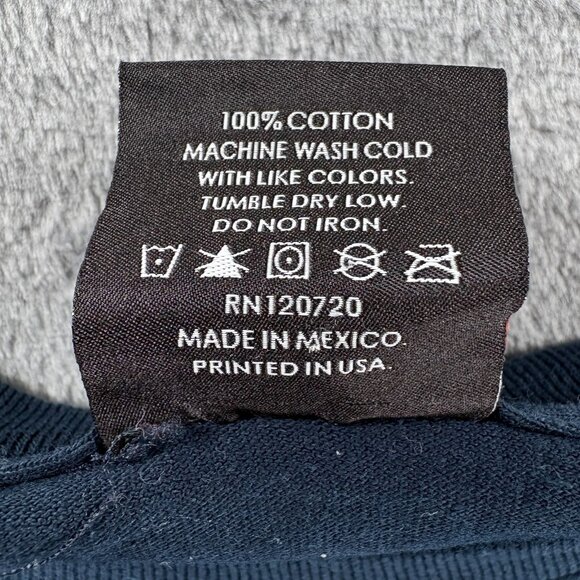 100% COTTON
MACHINE WASH COLD
WITH LIKE COLORS.
TUMBLE DRY LOW.
DO NOT IRON.
RN120720
MADE IN MEXICO.
PRINTED IN USA.